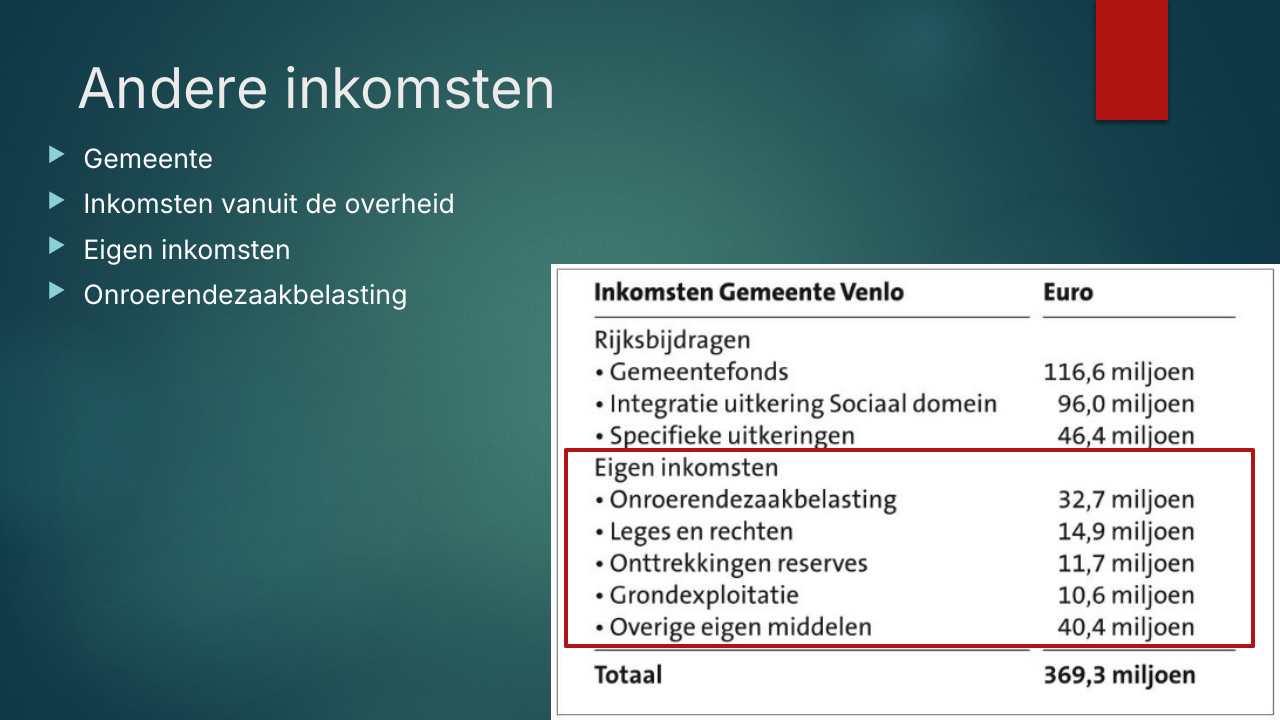 Andere inkomsten
Gemeente
Inkomsten vanuit de overheid
Eigen inkomsten
Onroerendezaakbelasting
Inkomsten Gemeente Venlo Euro
Rijksbijdragen
• Gemeentefonds 116,6 miljoen
• Integratie uitkering Sociaal domein 96,0 miljoen
• Specifieke uitkeringen 46,4 miljoen
Eigen inkomsten
• Onroerendezaakbelasting 32,7 miljoen
• Leges en rechten 14,9 miljoen
• Onttrekkingen reserves 11,7 miljoen
• Grondexploitatie 10,6 miljoen
• Overige eigen middelen 40,4 miljoen
Totaal 369,3 miljoen